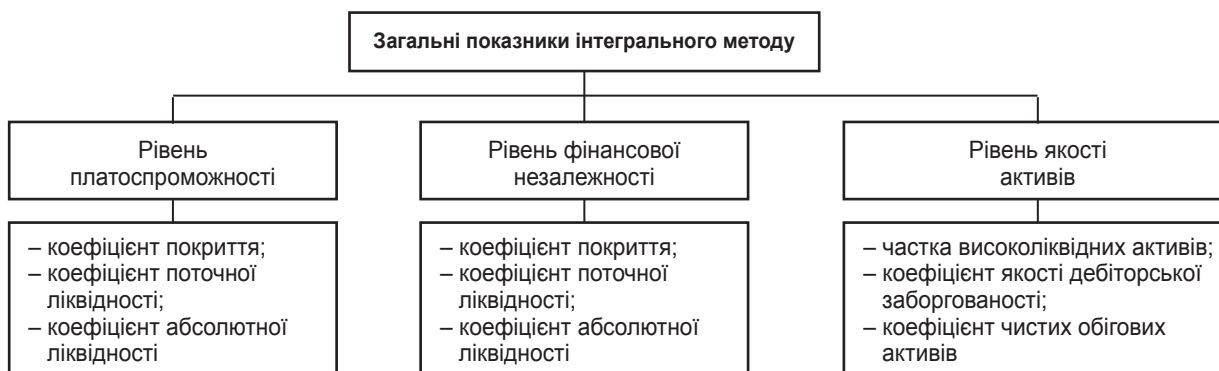 Загальні показники інтегрального методу
Рівень
платоспроможності
Рівень фінансової
незалежності
Рівень якості
активів
– коефіцієнт покриття;
– коефіцієнт поточної
ліквідності;
– коефіцієнт абсолютної
ліквідності
– коефіцієнт покриття;
– коефіцієнт поточної
ліквідності;
– коефіцієнт абсолютної
ліквідності
– частка високоліквідних активів;
– коефіцієнт якості дебіторської
заборгованості;
– коефіцієнт чистих обігових
активів